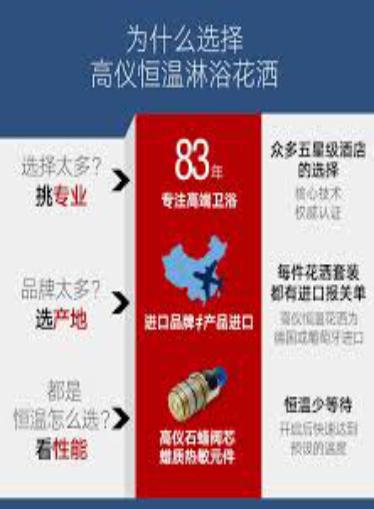 为什么选择
高仪恒温淋浴花洒
选择太多?
挑专业
83年
专注高端卫浴
众多五星级酒店
的选择
核心技术
权威认证
品牌太多?
选产地
进口品牌≠产品进口
每件花洒套装
都有进口报关单
高仪恒温花洒为
德国或葡萄牙进口
都是
恒温怎么选?
看性能
高仪石蜡阀芯
蜡质热敏元件
恒温少等待
开启后快速达到
预设的温度